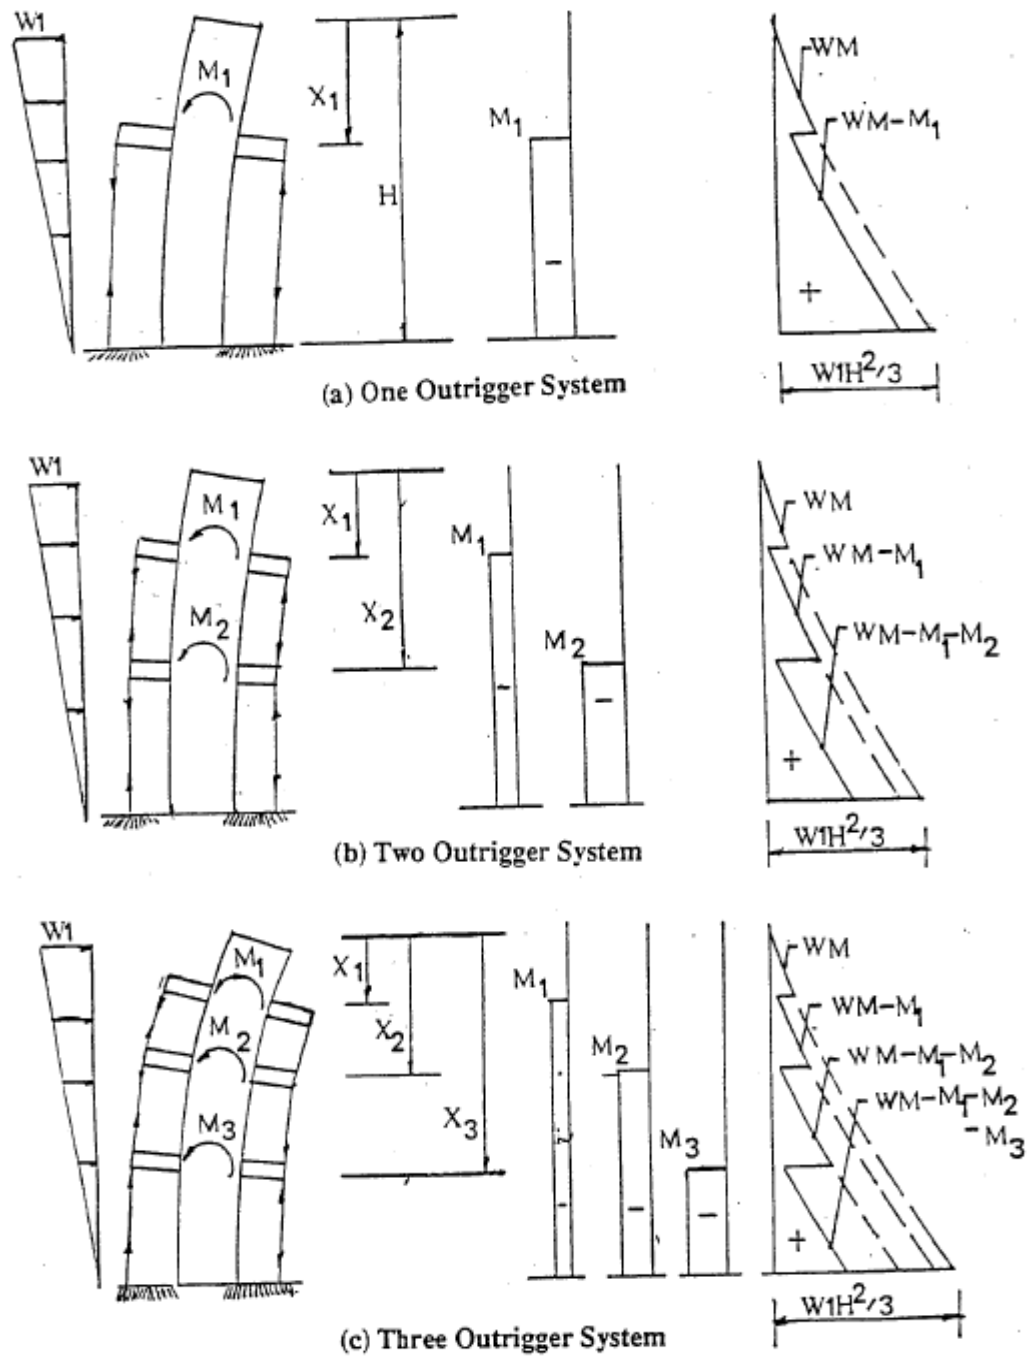 W1
M1
X1
H
M1
−
WM
WM-M1
+
W1H²/3
(a) One Outrigger System
W1
M1
M2
X1
X2
M1
−
M2
−
WM
WM-M1
WM-M1-M2
+
W1H²/3
(b) Two Outrigger System
W1
M1
M2
M3
X1
X2
X3
M1
−
M2
−
M3
−
WM
WM-M1
WM-M1-M2
WM-M1-M2
-M3
+
W1H²/3
(c) Three Outrigger System